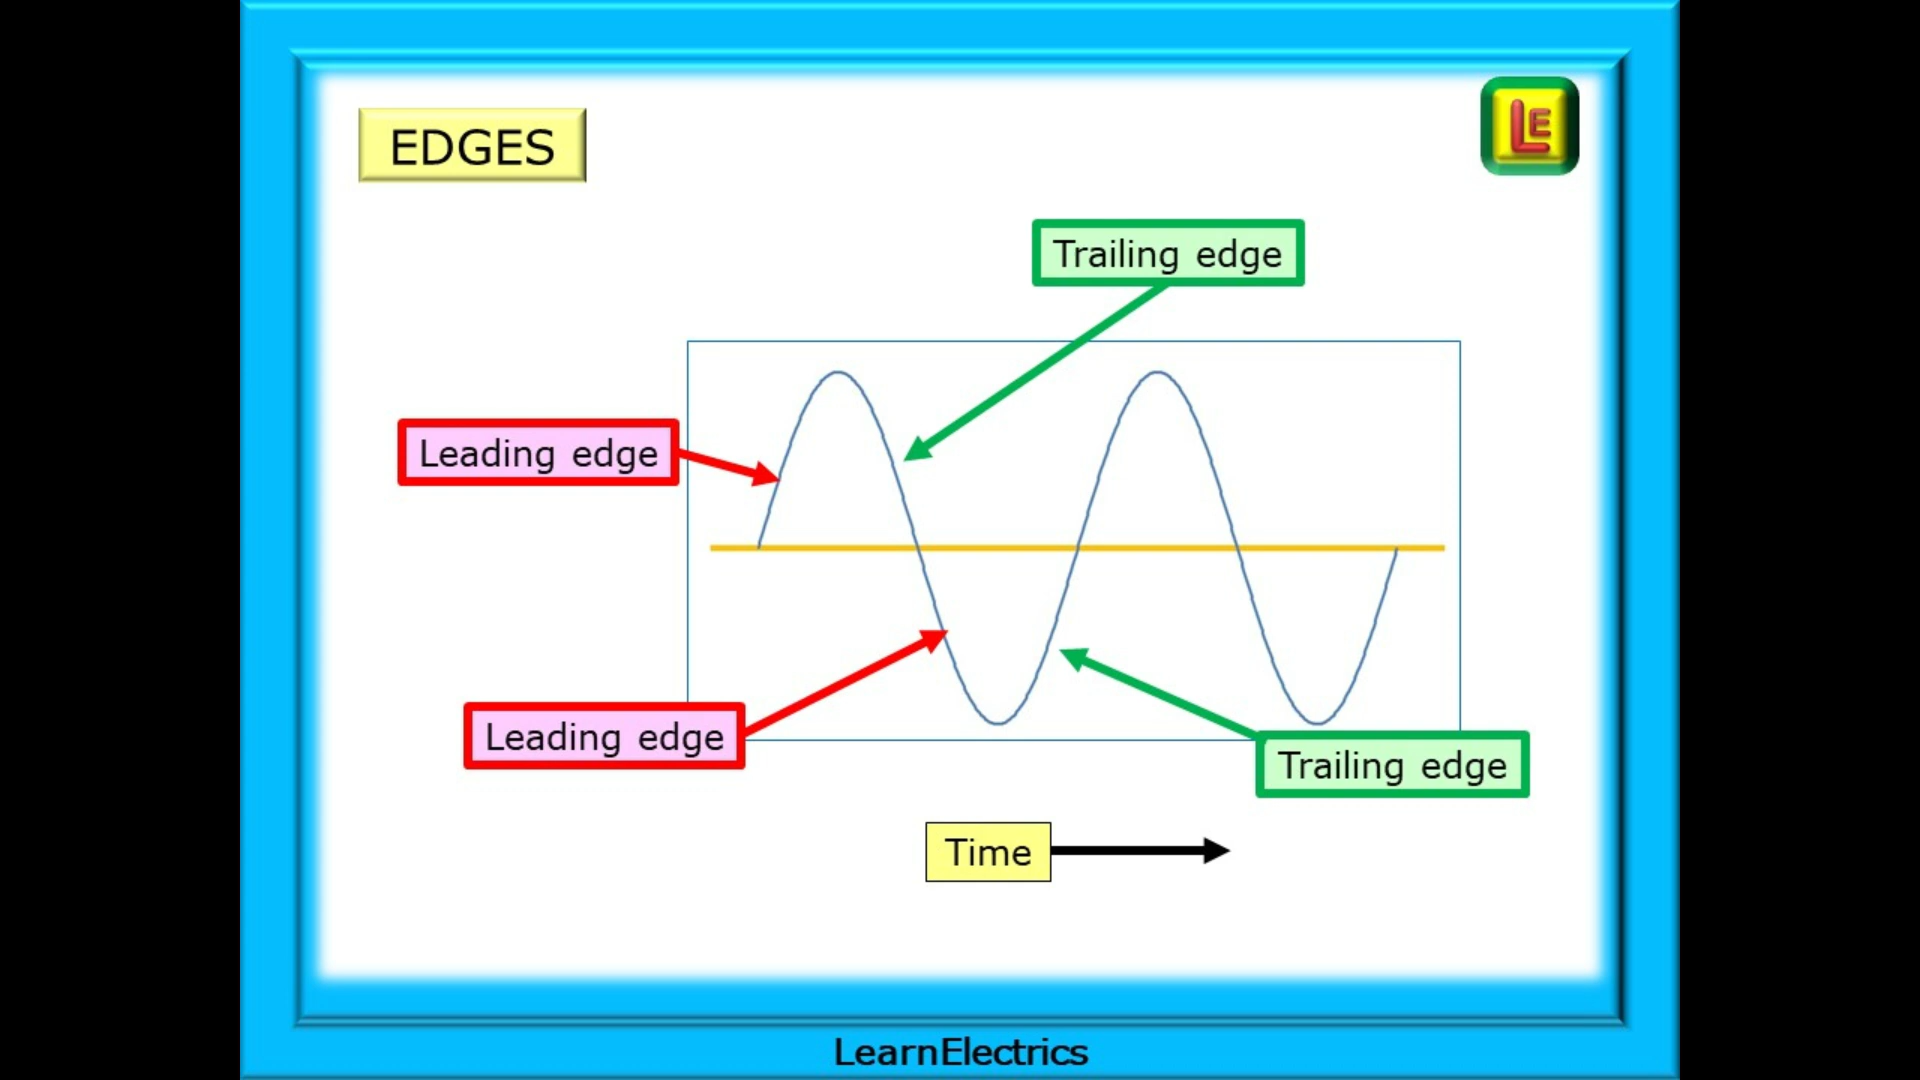 EDGES
LE
Trailing edge
Leading edge
Leading edge
Trailing edge
Time
LearnElectrics